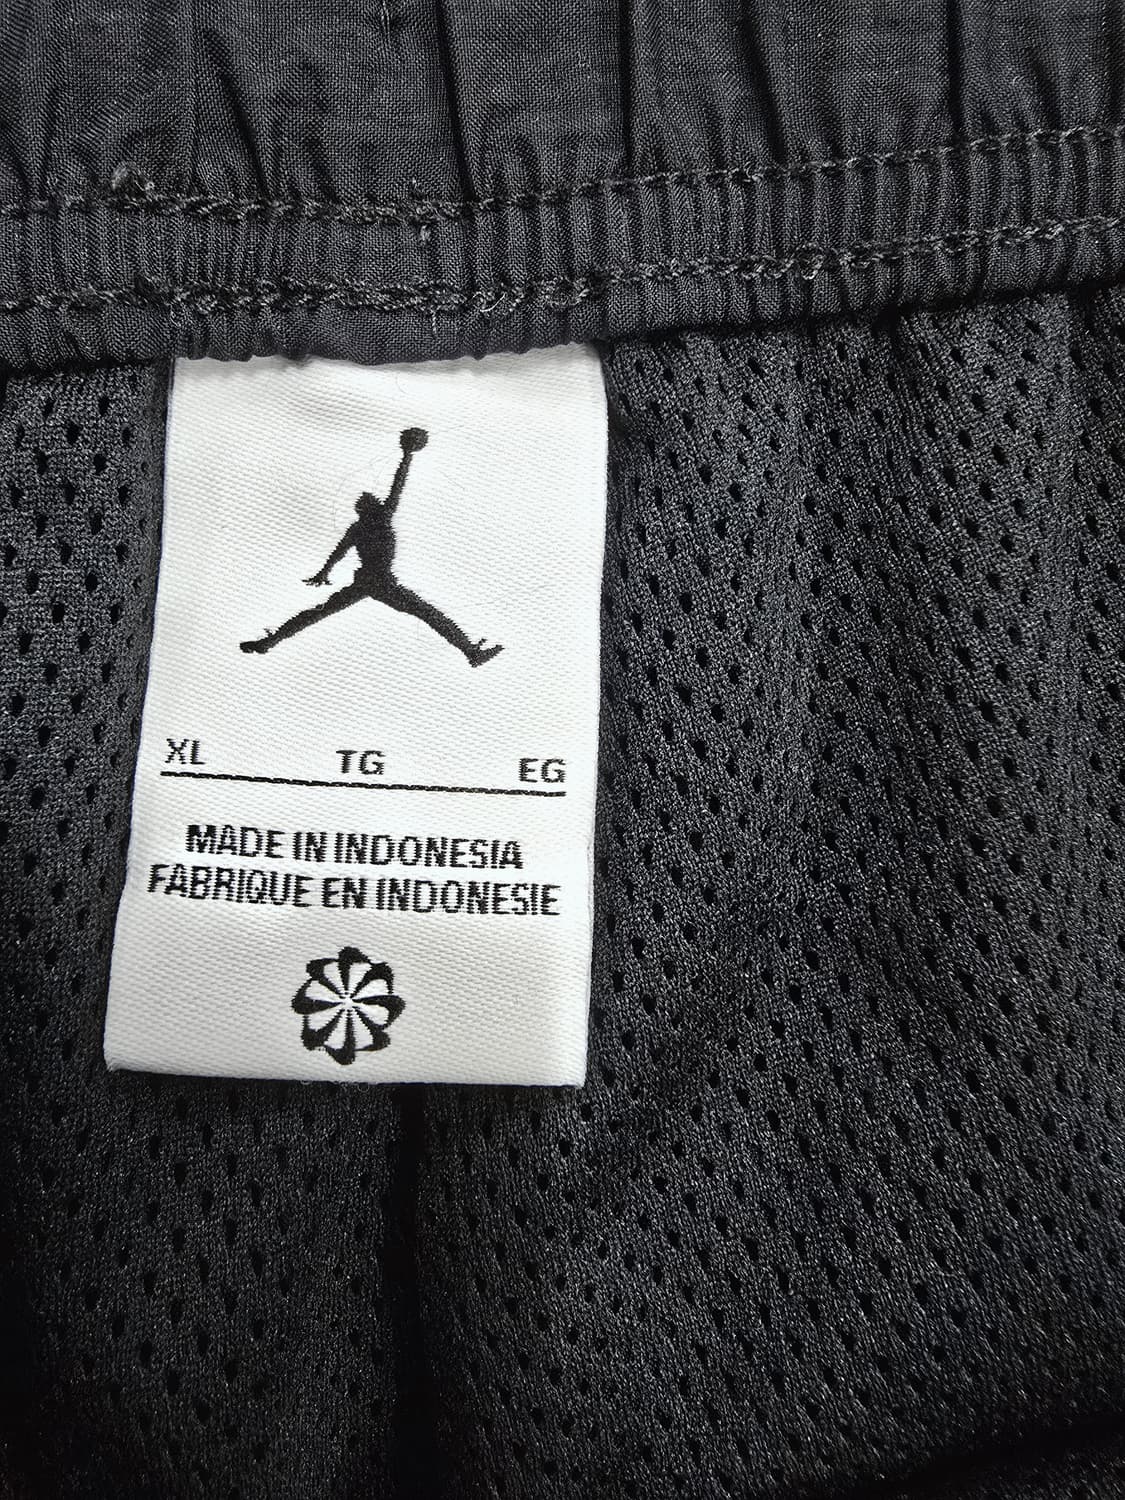 XL TG EG
MADE IN INDONESIA
FABRIQUE EN INDONESIE